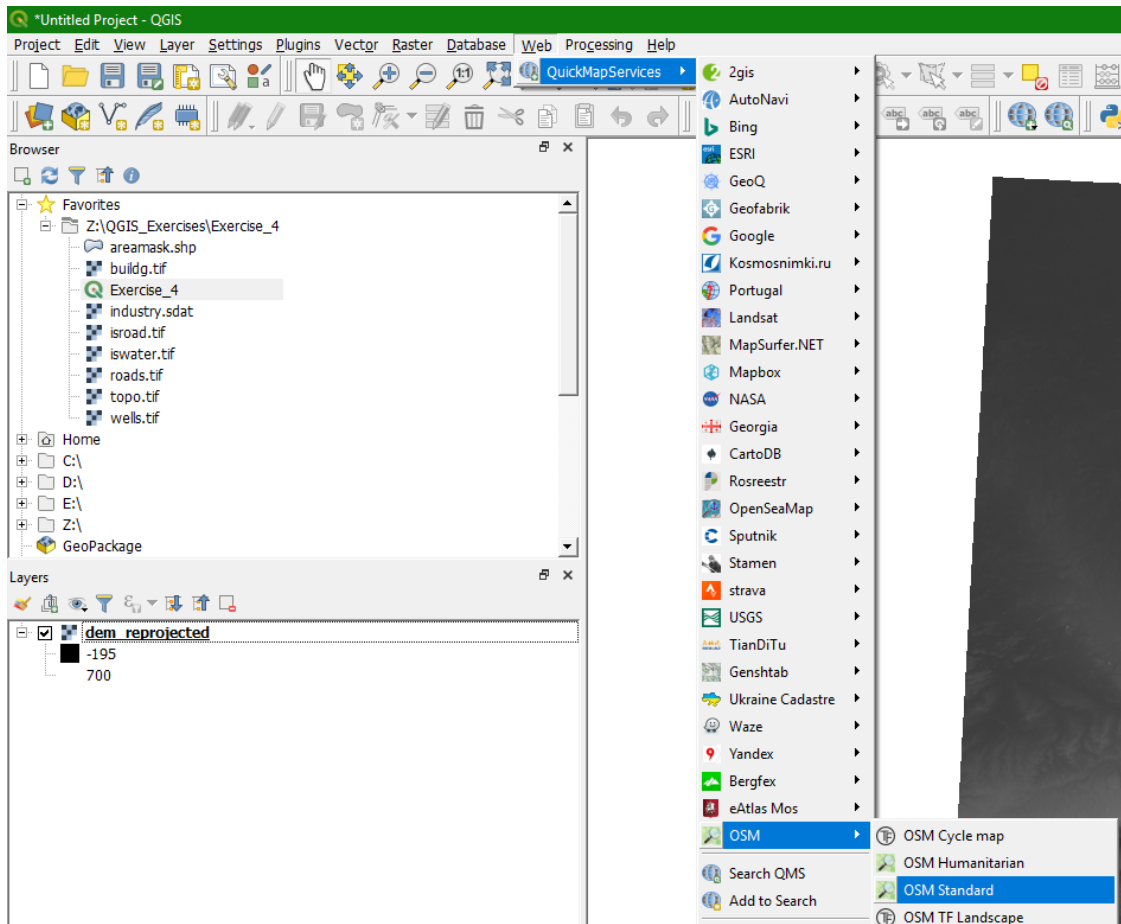 *Untitled Project - QGIS
Project Edit View Layer Settings Plugins Vector Raster Database Web Processing Help
QuickMapServices
Browser
Favorites
Z:\QGIS_Exercises\Exercise_4
areamask.shp
buildg.tif
Exercise_4
industry.sdat
isroad.tif
iswater.tif
roads.tif
topo.tif
wells.tif
Home
C:\
D:\
E:\
Z:\
GeoPackage
Layers
dem_reprojected
-195
700
2gis
AutoNavi
Bing
ESRI
GeoQ
Geofabrik
Google
Kosmosnimki.ru
Portugal
Landsat
MapSurfer.NET
Mapbox
NASA
Georgia
CartoDB
Rosreestr
OpenSeaMap
Sputnik
Stamen
strava
USGS
TianDiTu
Genshtab
Ukraine Cadastre
Waze
Yandex
Bergfex
eAtlas Mos
OSM
Search QMS
Add to Search
OSM Cycle map
OSM Humanitarian
OSM Standard
OSM TF Landscape